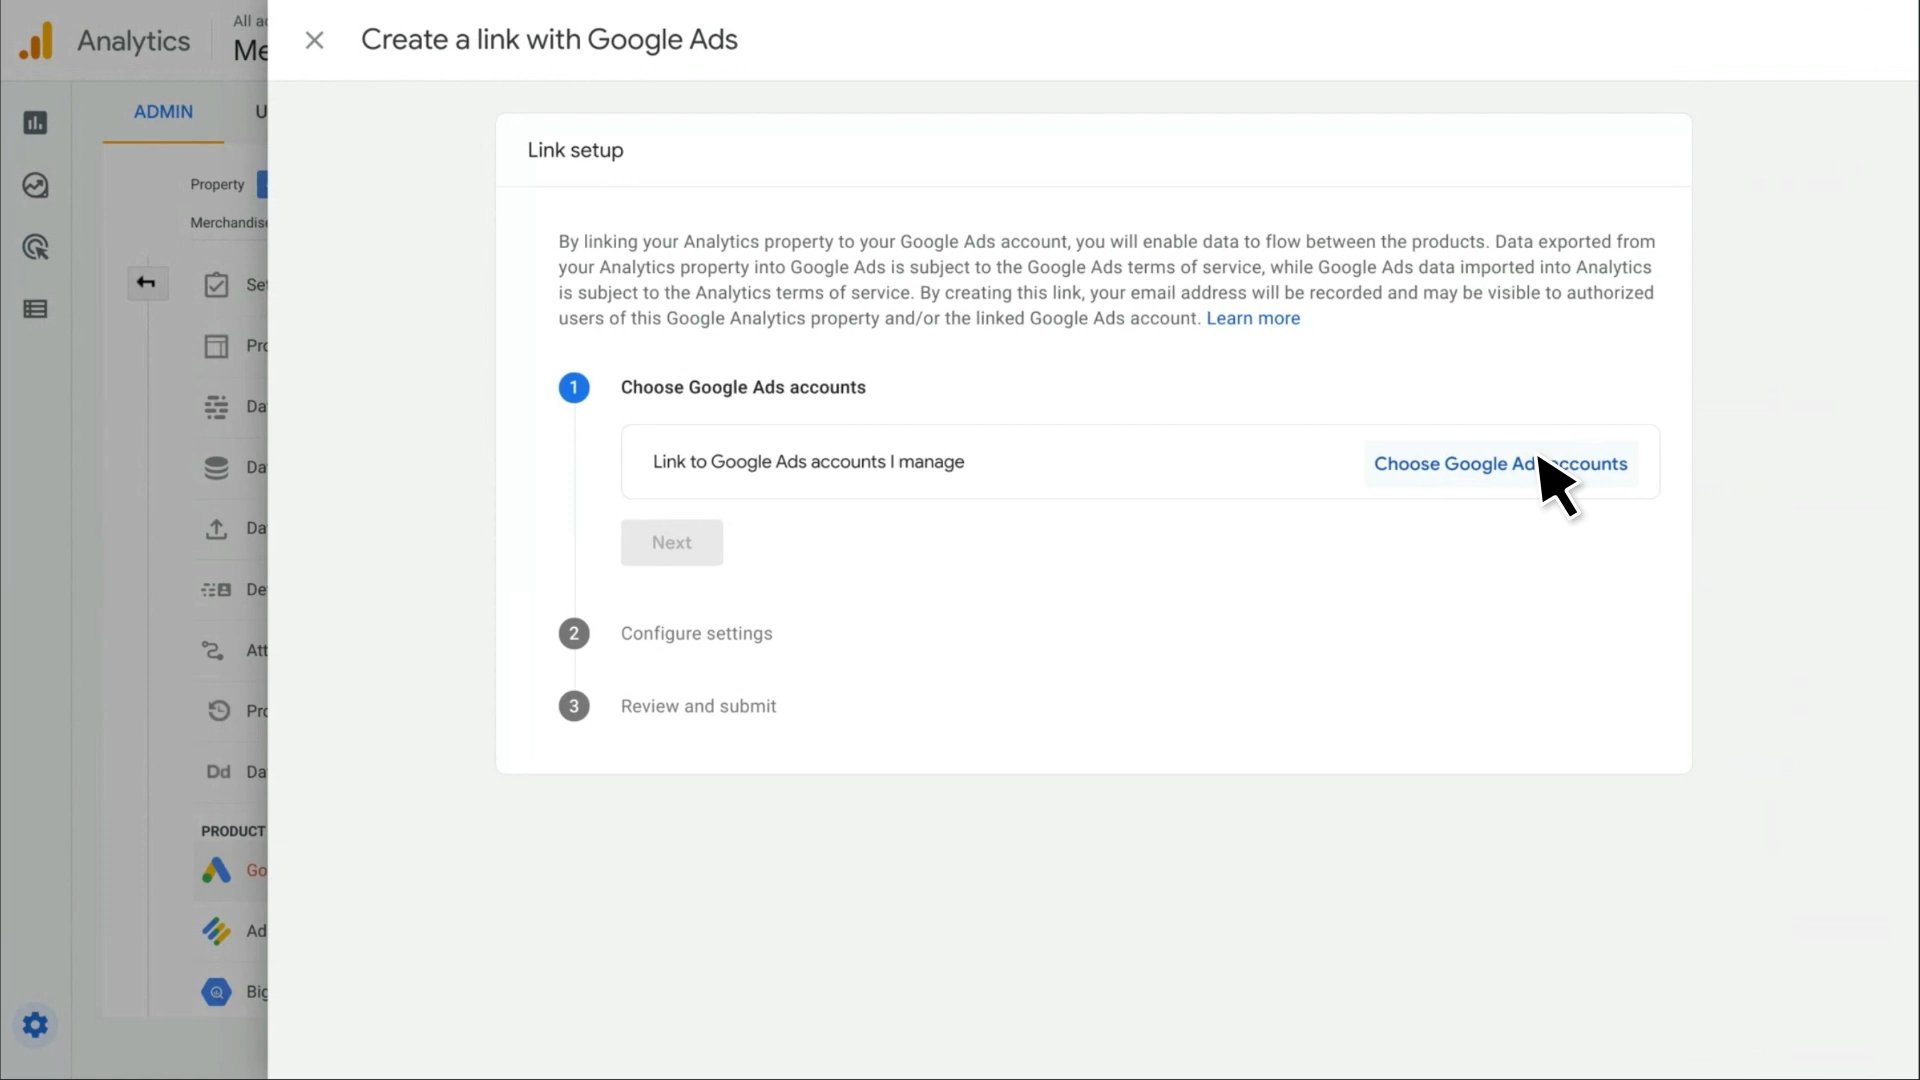 Analytics
All ac
Me
Create a link with Google Ads
ADMIN
U
Property
Merchandise
Set
Pro
Da
Da
Da
De
Att
Pro
Dd Da
PRODUCT
Go
Ad
Big
Link setup
By linking your Analytics property to your Google Ads account, you will enable data to flow between the products. Data exported from
your Analytics property into Google Ads is subject to the Google Ads terms of service, while Google Ads data imported into Analytics
is subject to the Analytics terms of service. By creating this link, your email address will be recorded and may be visible to authorized
users of this Google Analytics property and/or the linked Google Ads account. Learn more
1 Choose Google Ads accounts
Link to Google Ads accounts I manage
Choose Google Ads accounts
Next
2 Configure settings
3 Review and submit